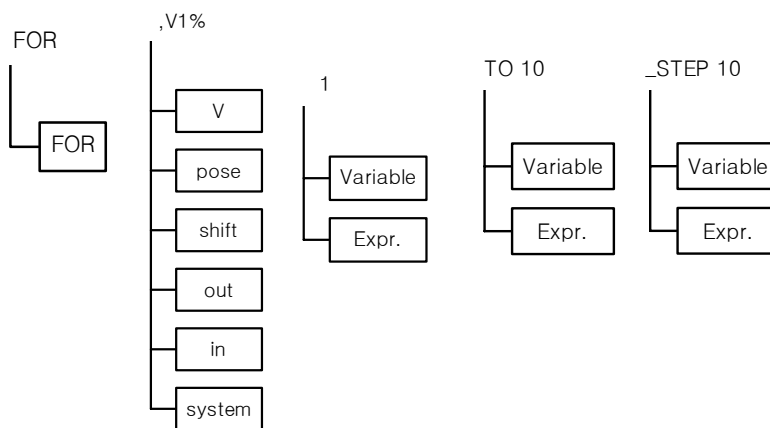 FOR
FOR
,V1%
V
pose
shift
out
in
system
1
Variable
Expr.
TO 10
Variable
Expr.
_STEP 10
Variable
Expr.